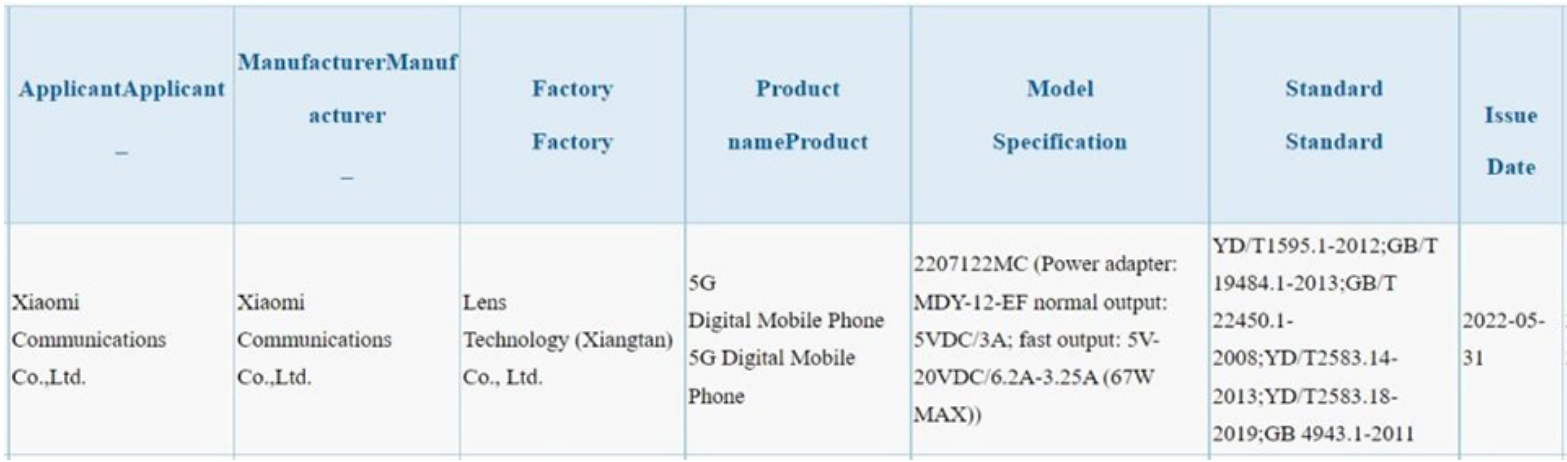 ApplicantApplicant
_
ManufacturerManuf
acturer
_
Factory
Factory
Product
nameProduct
Model
Specification
Standard
Standard
Issue
Date
Xiaomi
Communications
Co.,Ltd.
Xiaomi
Communications
Co.,Ltd.
Lens
Technology (Xiangtan)
Co., Ltd.
5G
Digital Mobile Phone
5G Digital Mobile
Phone
2207122MC (Power adapter:
MDY-12-EF normal output:
5VDC/3A; fast output: 5V-
20VDC/6.2A-3.25A (67W
MAX))
YD/T1595.1-2012;GB/T
19484.1-2013;GB/T
22450.1-
2008;YD/T2583.14-
2013;YD/T2583.18-
2019;GB 4943.1-2011
2022-05-
31